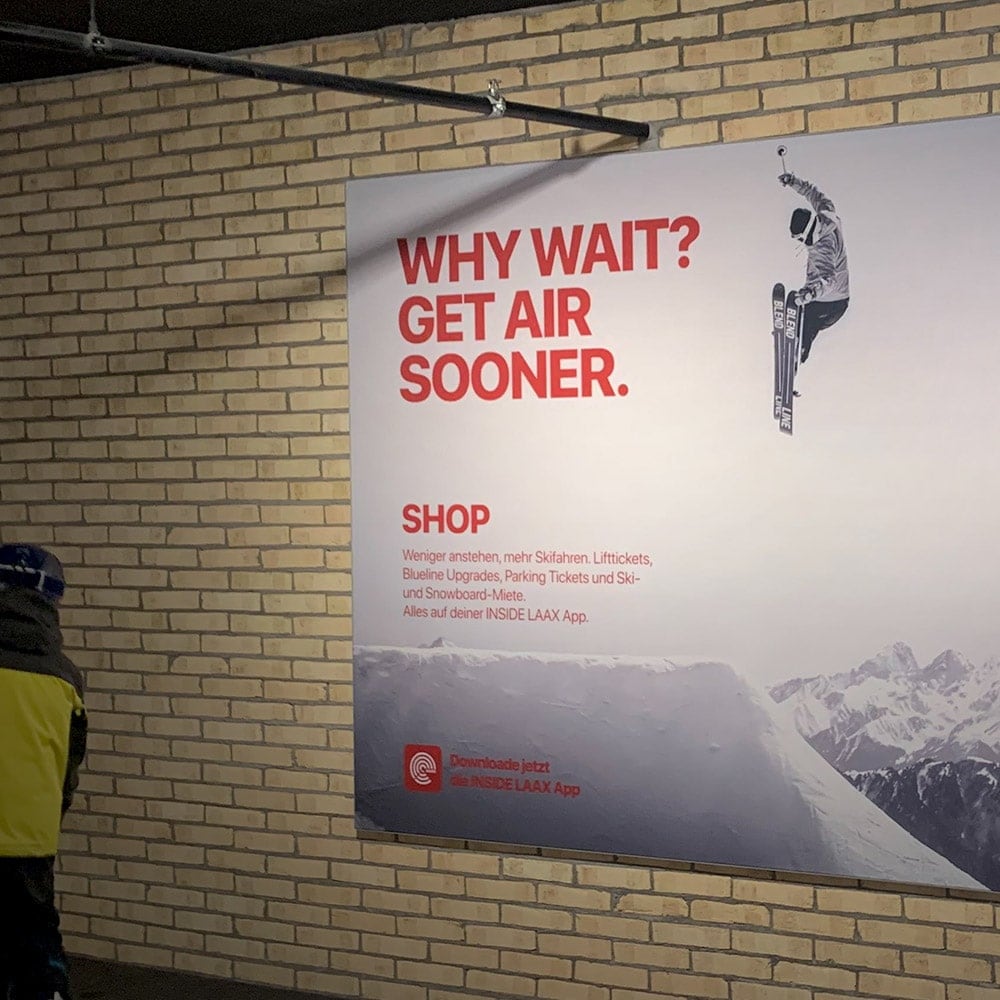 WHY WAIT?
GET AIR
SOONER.
SHOP
Weniger anstehen, mehr Skifahren. Lifttickets,
Blueline Upgrades, Parking Tickets und Ski-
und Snowboard-Miete.
Alles auf deiner INSIDE LAAX App.
Downloade jetzt
die INSIDE LAAX App
BLEND
LINE
BLEND
LINE